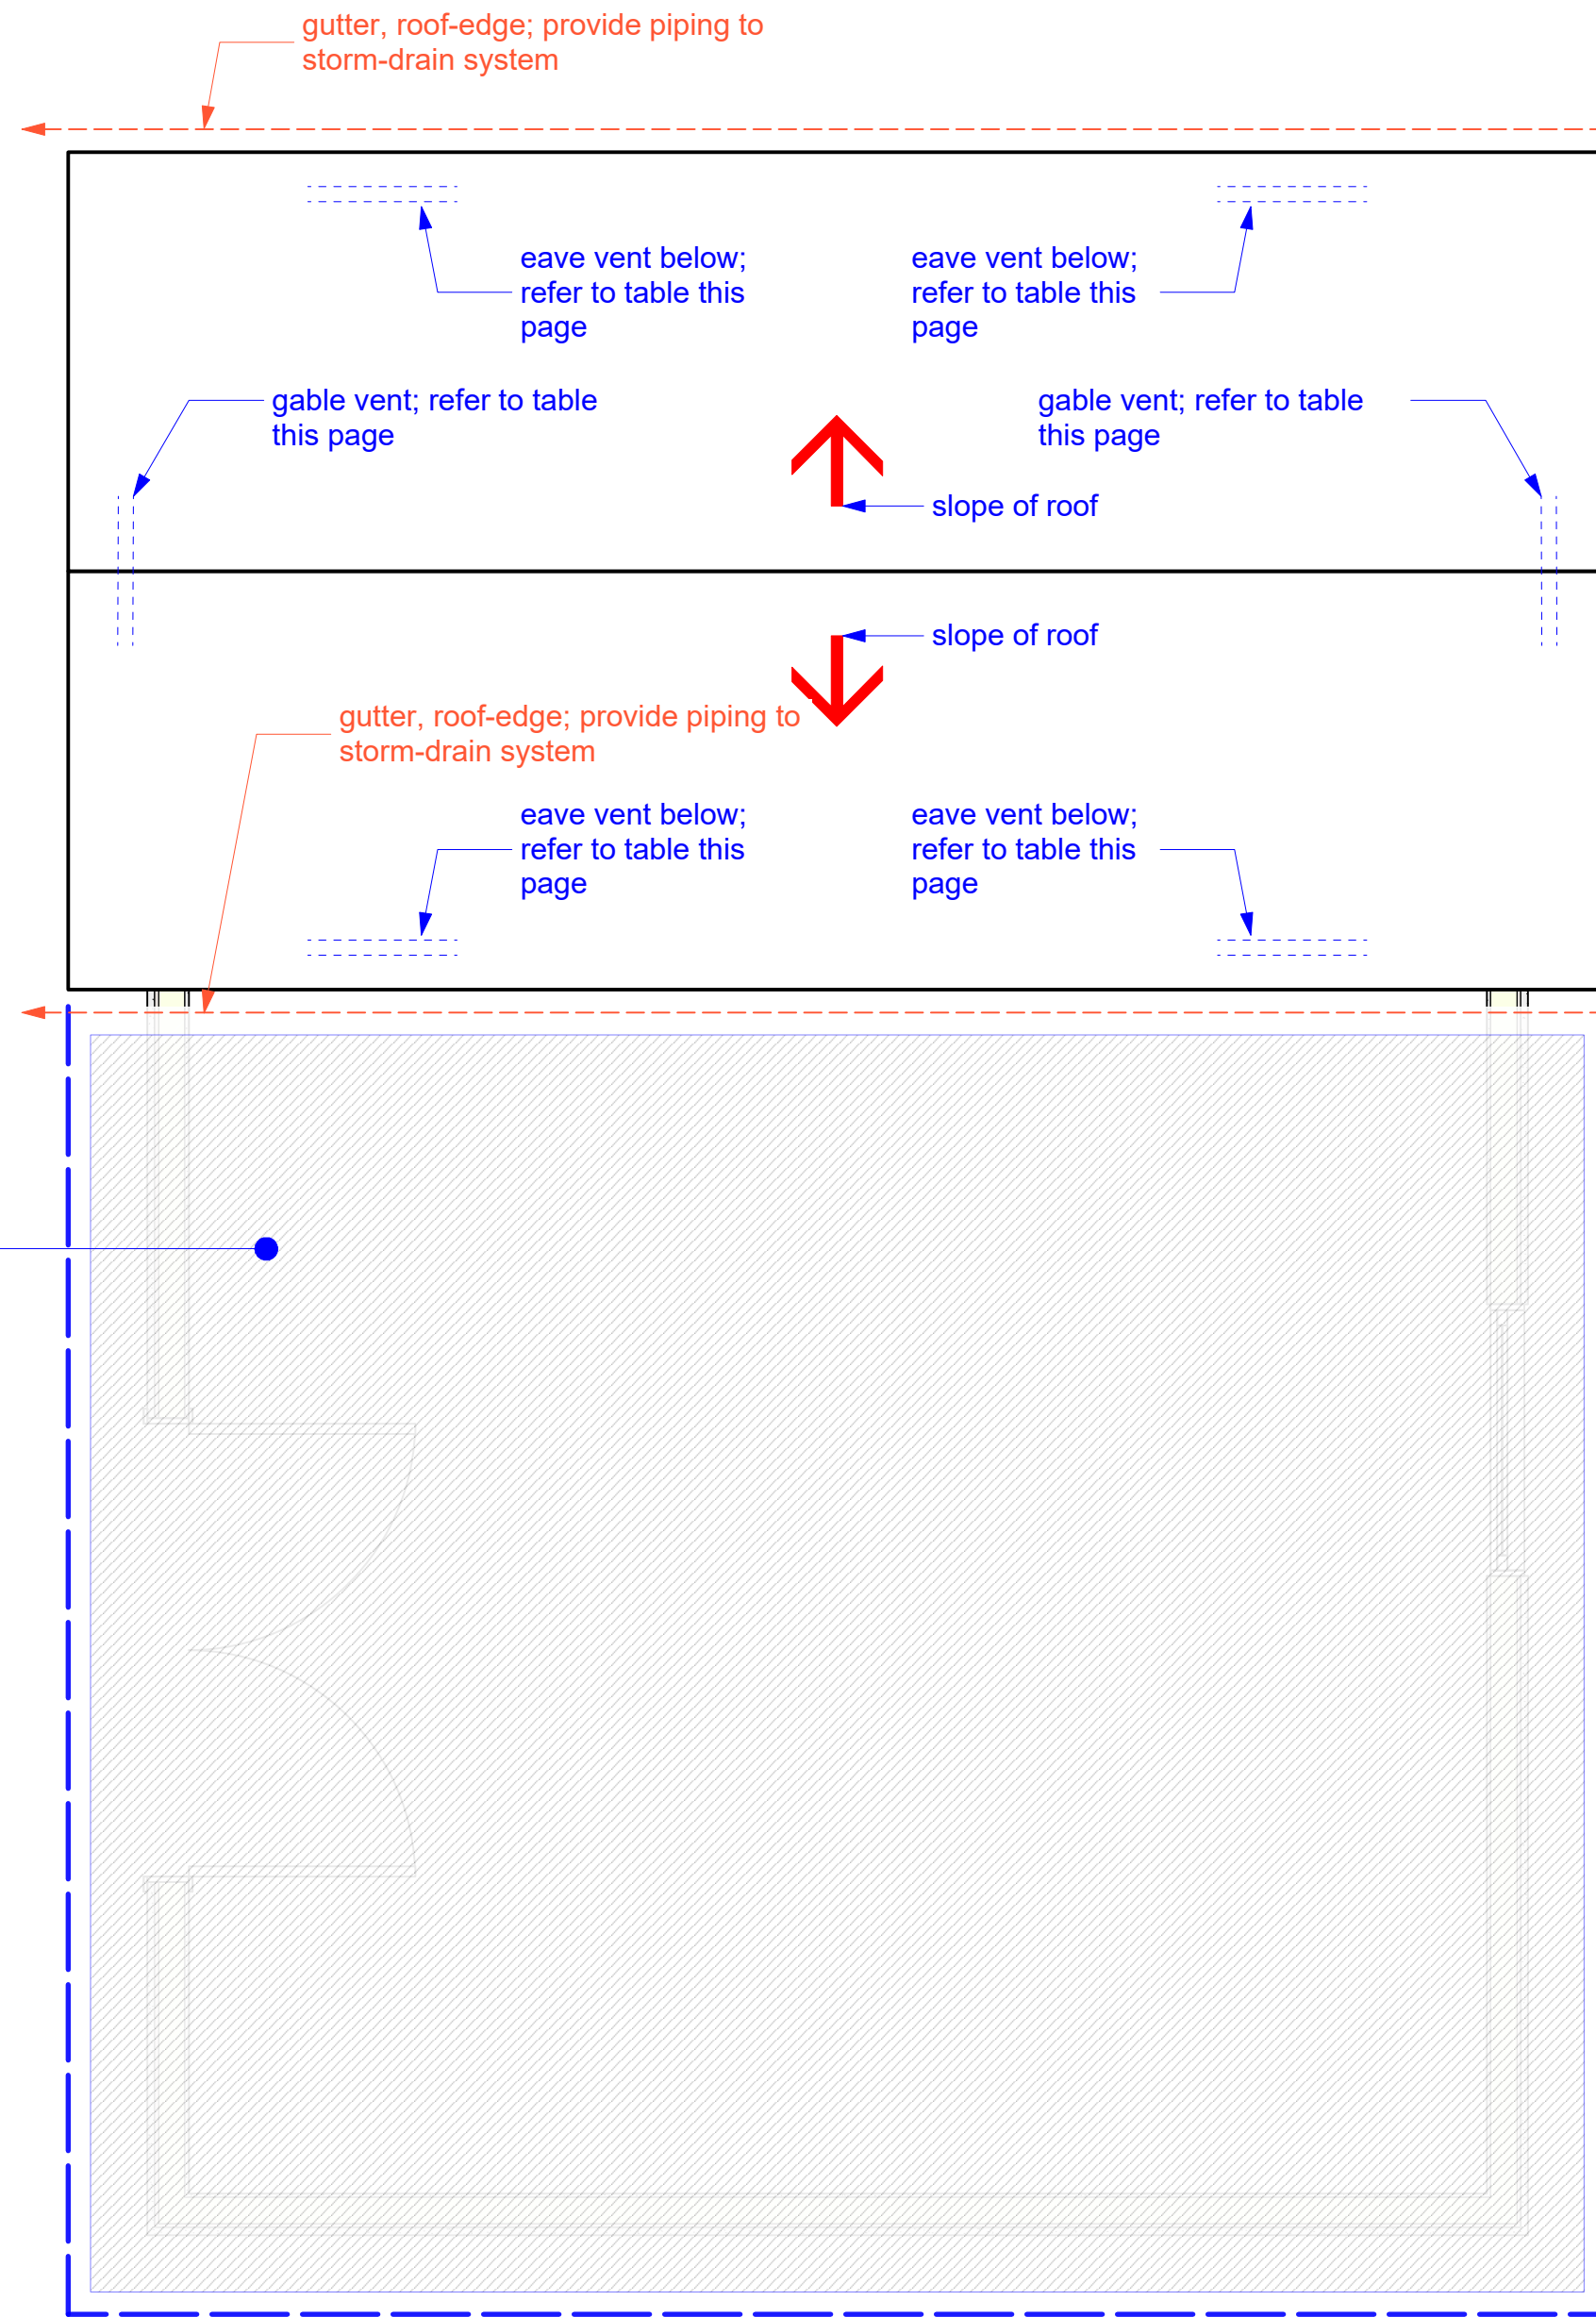 gutter, roof-edge; provide piping to
storm-drain system
eave vent below;
refer to table this
page
eave vent below;
refer to table this
page
gable vent; refer to table
this page
gable vent; refer to table
this page
slope of roof
slope of roof
gutter, roof-edge; provide piping to
storm-drain system
eave vent below;
refer to table this
page
eave vent below;
refer to table this
page